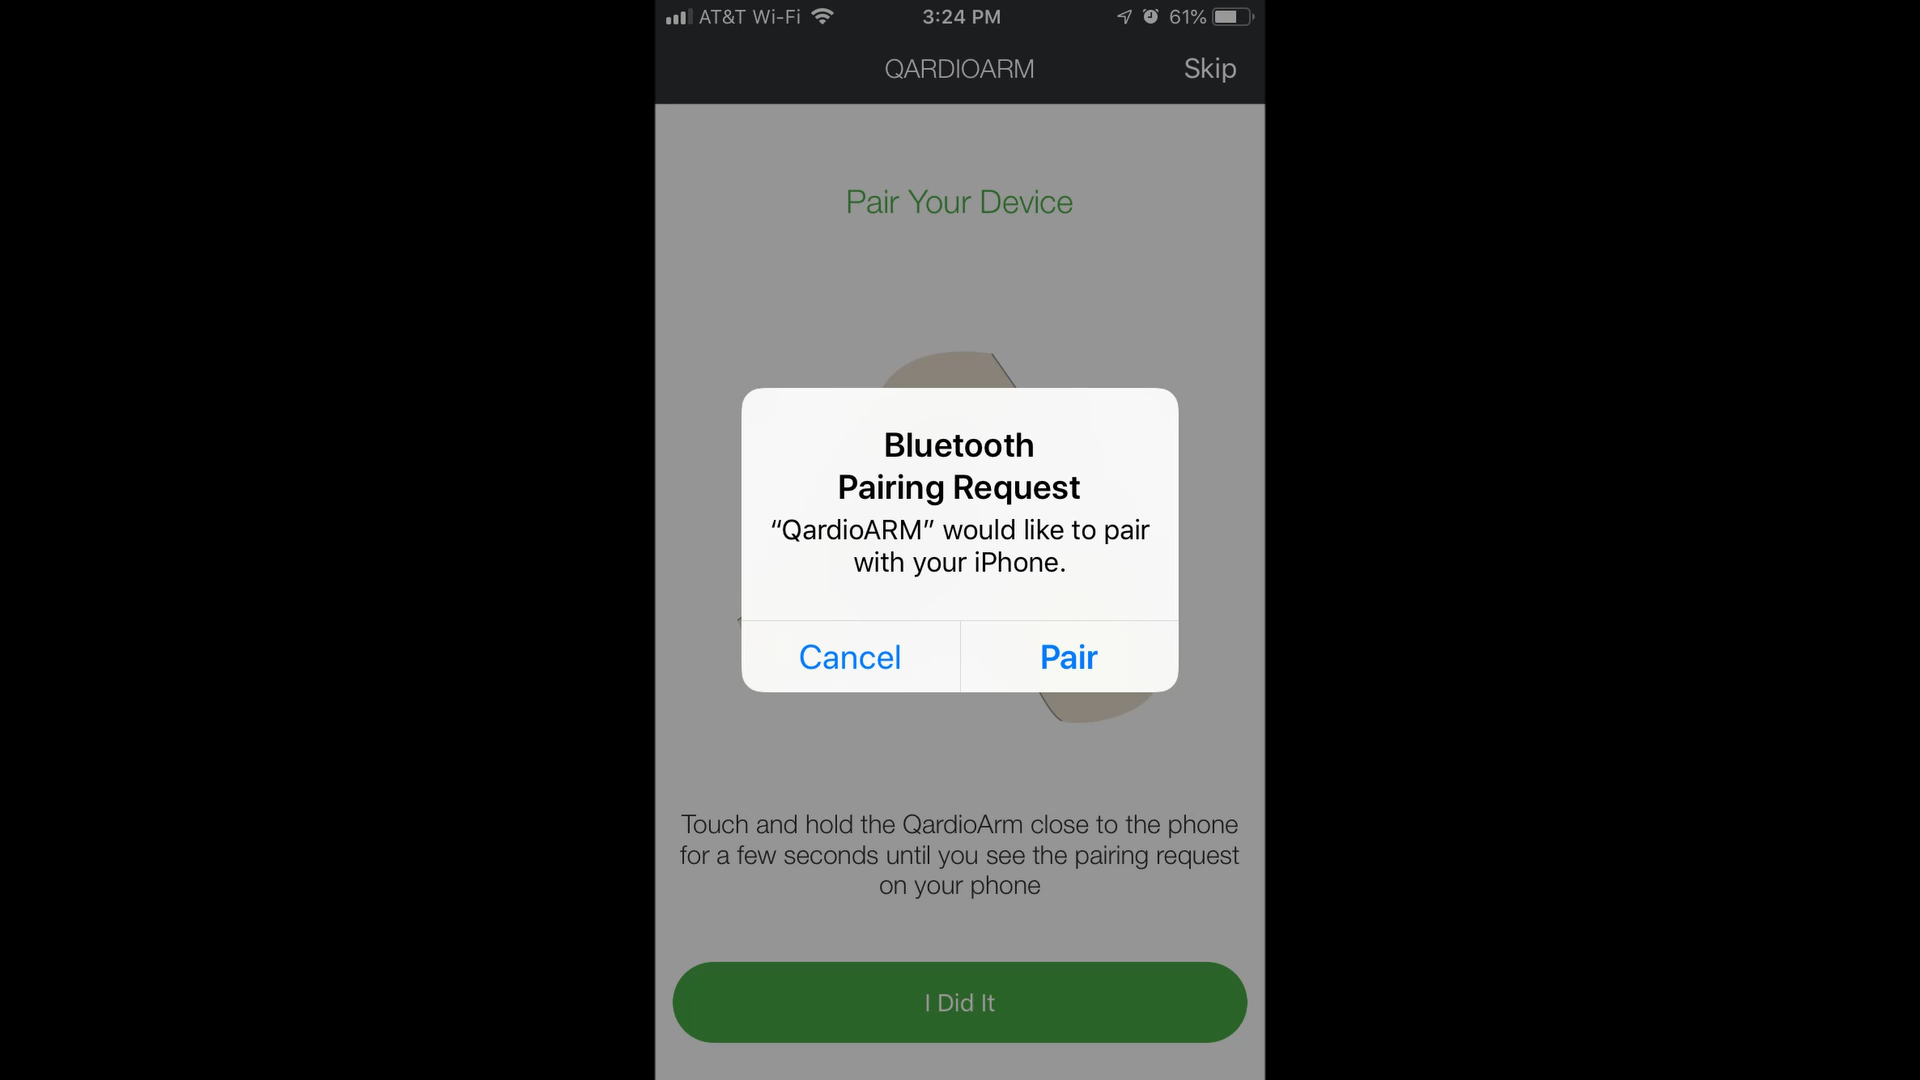 AT&T Wi-Fi 3:24 PM 61%
QARDIOARM Skip
Pair Your Device
Bluetooth
Pairing Request
“QardioARM” would like to pair
with your iPhone.
Cancel Pair
Touch and hold the QardioArm close to the phone
for a few seconds until you see the pairing request
on your phone
I Did It